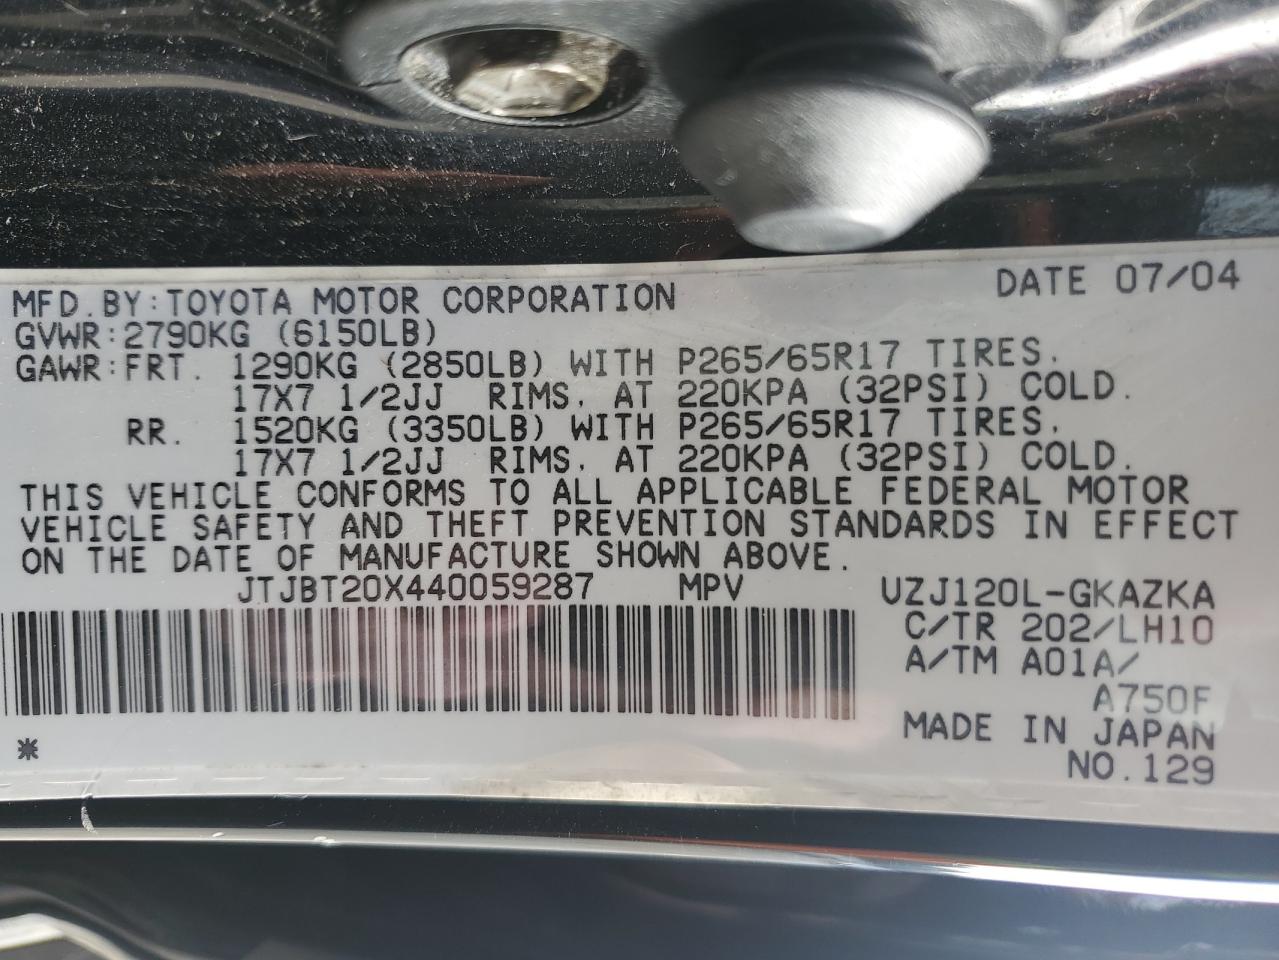 DATE 07/04
MFD.BY:TOYOTA MOTOR CORPORATION
GVWR:2790KG (6150LB)
GAWR:FRT. 1290KG (2850LB) WITH P265/65R17 TIRES.
17X7 1/2JJ RIMS. AT 220KPA (32PSI) COLD.
RR. 1520KG (3350LB) WITH P265/65R17 TIRES.
17X7 1/2JJ RIMS. AT 220KPA (32PSI) COLD.
THIS VEHICLE CONFORMS TO ALL APPLICABLE FEDERAL MOTOR
VEHICLE SAFETY AND THEFT PREVENTION STANDARDS IN EFFECT
ON THE DATE OF MANUFACTURE SHOWN ABOVE.
JTJBT20X440059287 MPV UZJ120L-GKAZKA
C/TR 202/LH10
A/TM A01A/
A750F
MADE IN JAPAN
NO.129
*